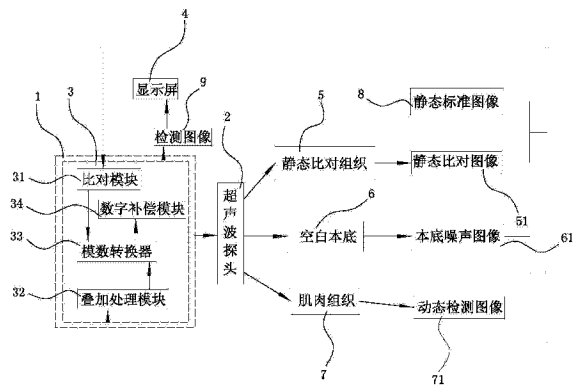 4
显示屏
9
1
3
检测图像
2
5
8
静态标准图像
31
比对模块
静态比对组织
静态比对图像
51
34
数字补偿模块
超声波探头
6
33
模数转换器
空白本底
本底噪声图像
61
32
叠加处理模块
肌肉组织
动态检测图像
7
71